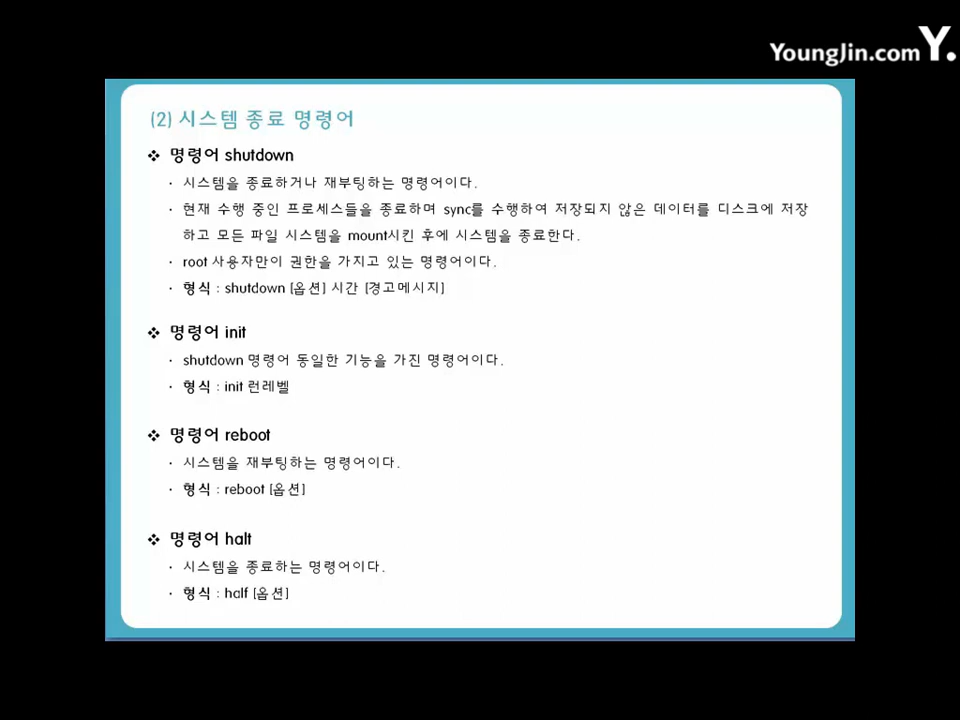 YoungJin.com Y.
(2) 시스템 종료 명령어
❖ 명령어 shutdown
· 시스템을 종료하거나 재부팅하는 명령어이다.
· 현재 수행 중인 프로세스들을 종료하며 sync를 수행하여 저장되지 않은 데이터를 디스크에 저장
하고 모든 파일 시스템을 mount시킨 후에 시스템을 종료한다.
· root 사용자만이 권한을 가지고 있는 명령어이다.
· 형식 : shutdown [옵션] 시간 [경고메시지]
❖ 명령어 init
· shutdown 명령어 동일한 기능을 가진 명령어이다.
· 형식 : init 런레벨
❖ 명령어 reboot
· 시스템을 재부팅하는 명령어이다.
· 형식 : reboot [옵션]
❖ 명령어 halt
· 시스템을 종료하는 명령어이다.
· 형식 : half [옵션]